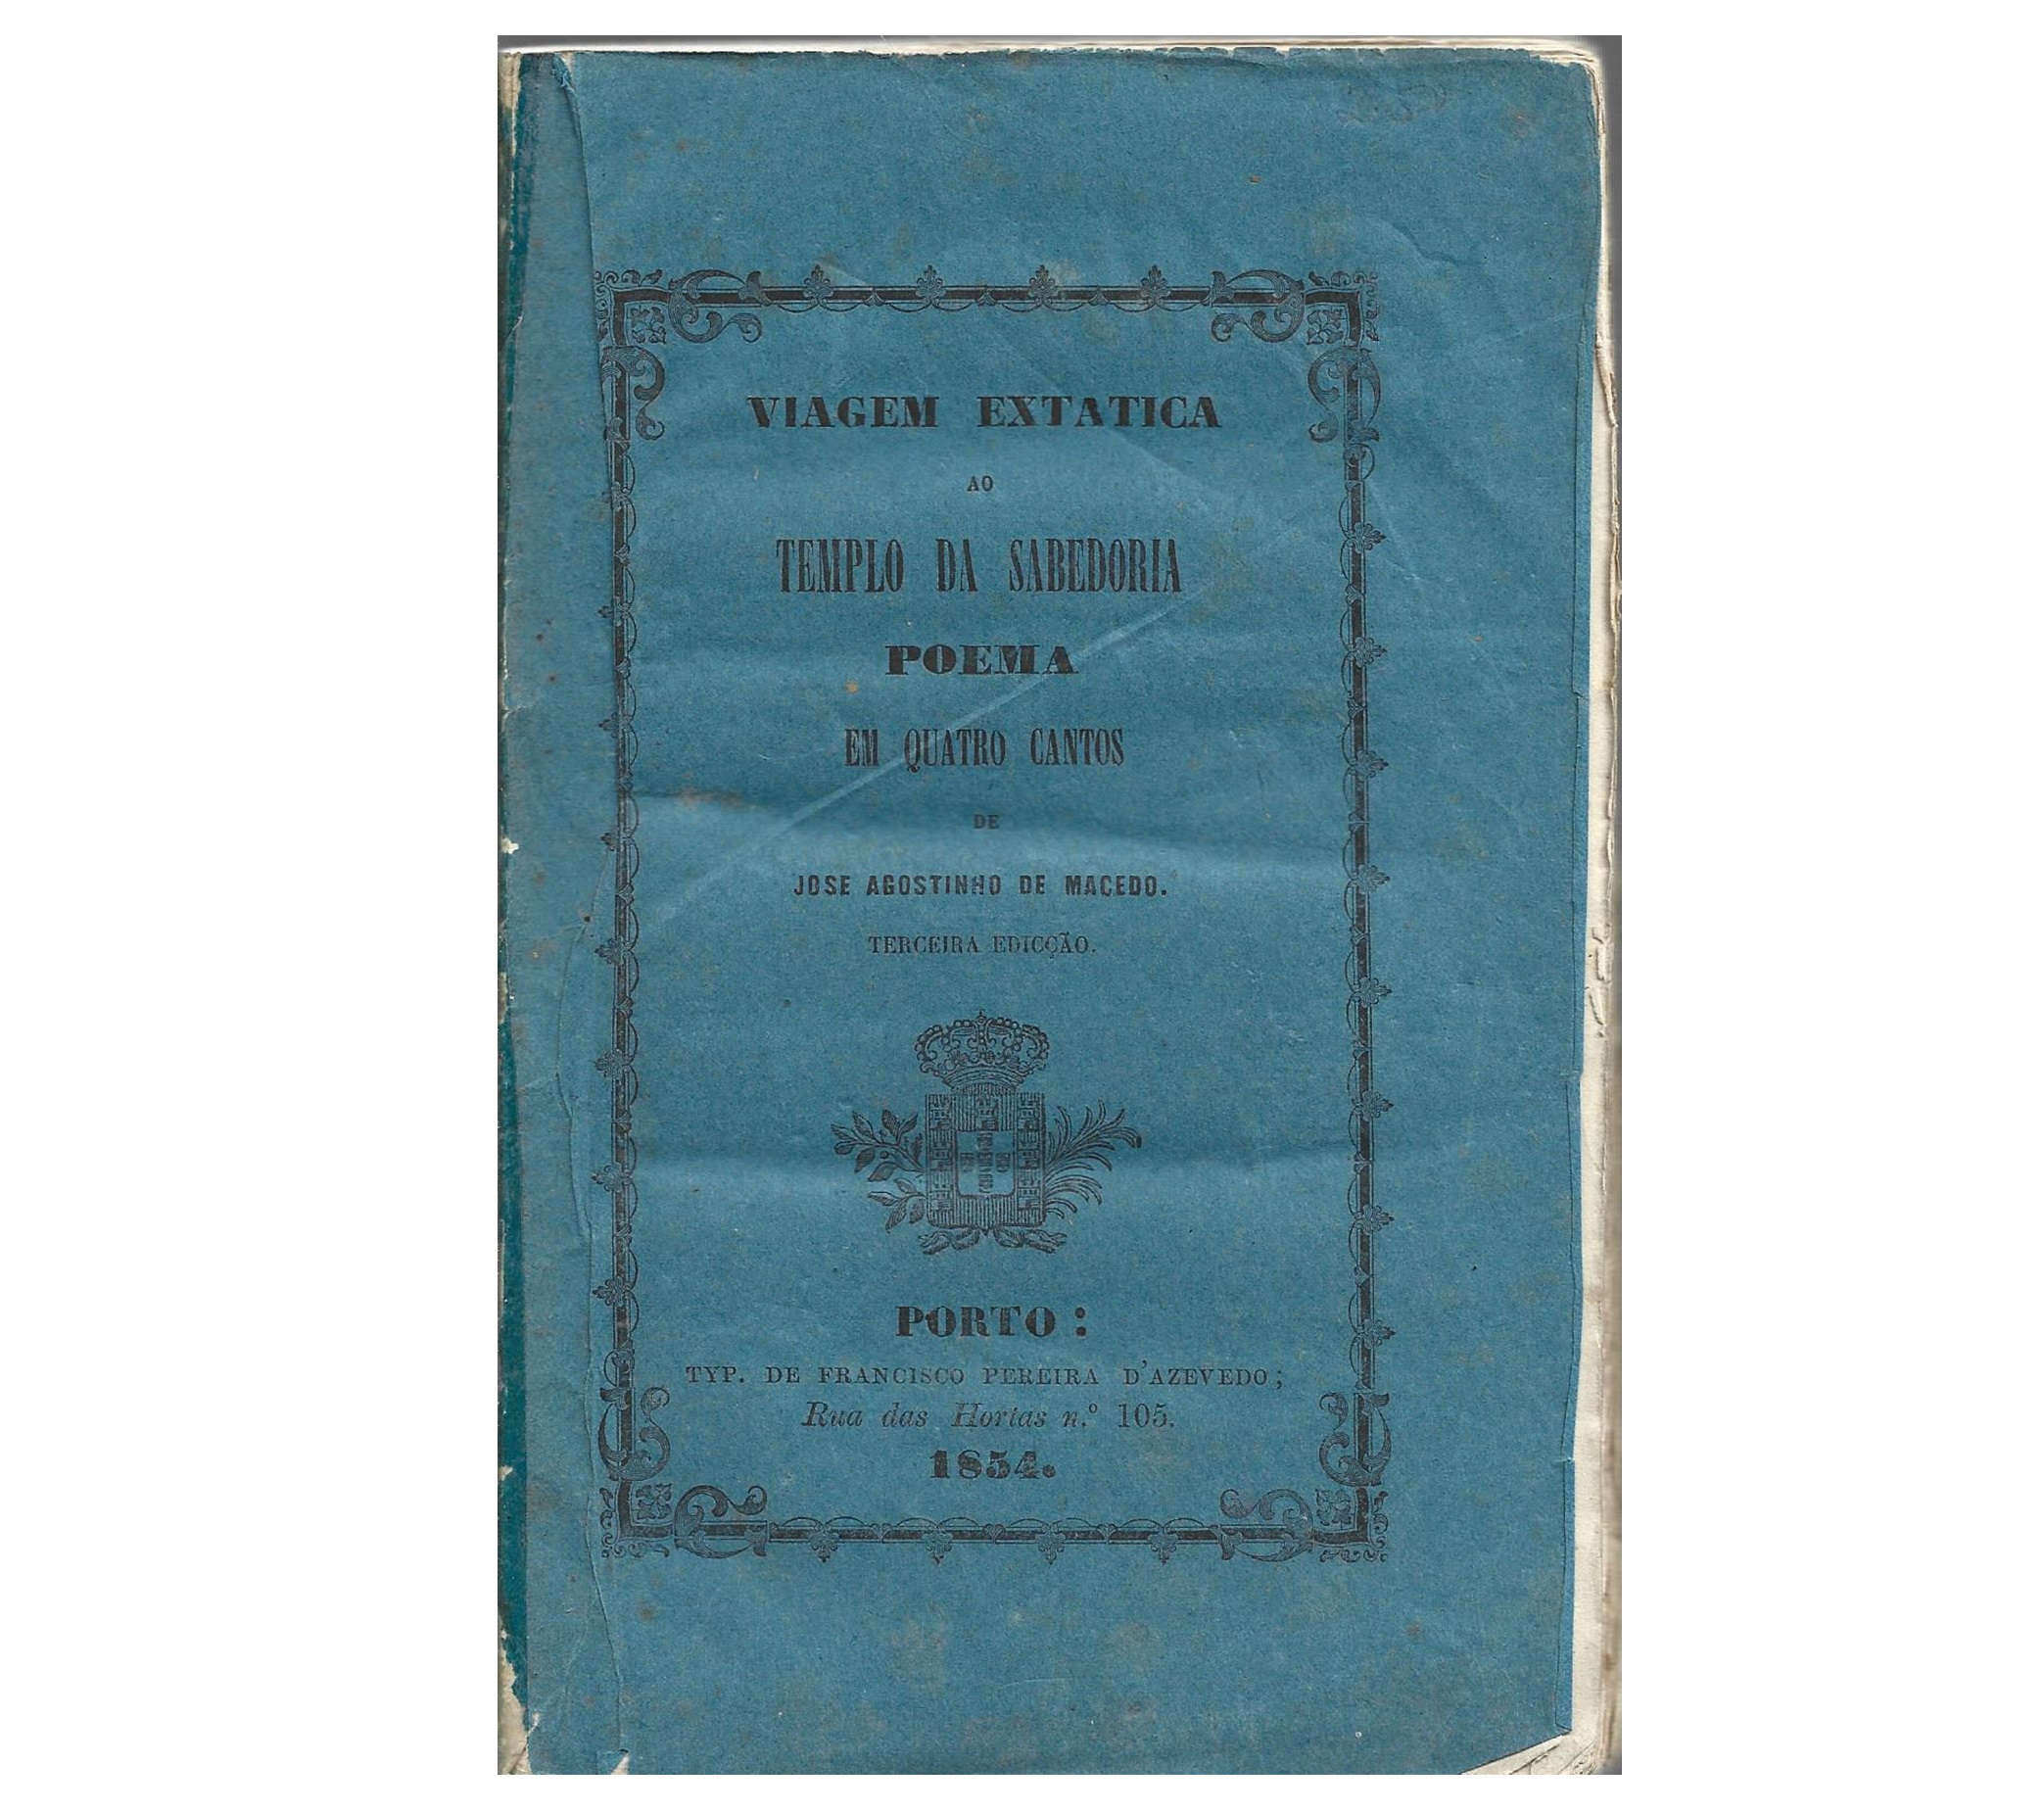 VIAGEM EXTATICA
AO
TEMPLO DA SABEDORIA
POEMA
EM QUATRO CANTOS
DE
JOSE AGOSTINHO DE MACEDO.
TERCEIRA EDICÇÃO.
PORTO:
TYP. DE FRANCISCO PEREIRA D'AZEVEDO;
Rua das Hortas n.º 105.
1854.